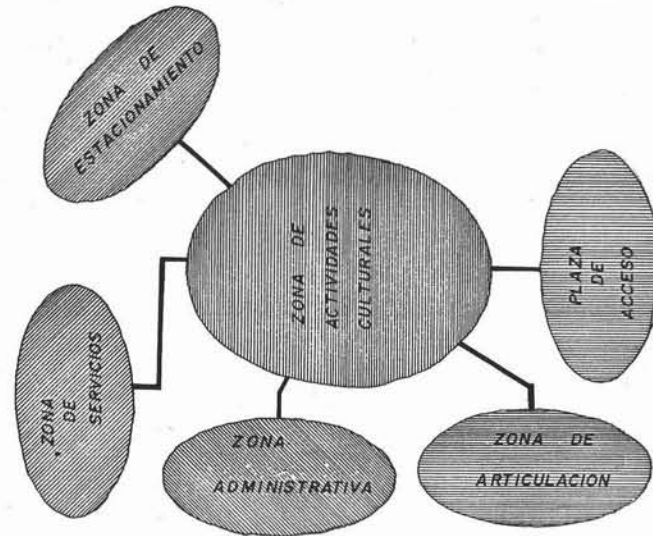 ZONA DE
ESTACIONAMIENTO
ZONA DE
ACTIVIDADES
CULTURALES
PLAZA
DE
ACCESO
ZONA
DE
SERVICIOS
ZONA
ADMINISTRATIVA
ZONA DE
ARTICULACION